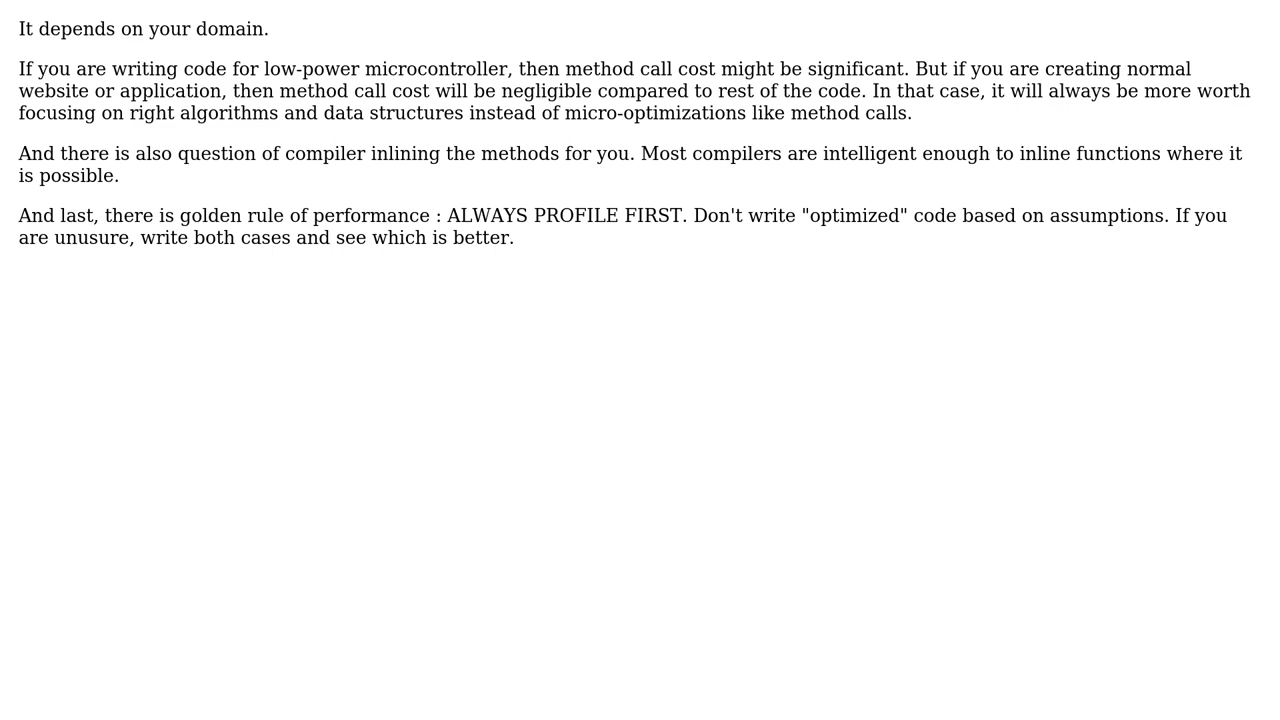 It depends on your domain.
If you are writing code for low-power microcontroller, then method call cost might be significant. But if you are creating normal
website or application, then method call cost will be negligible compared to rest of the code. In that case, it will always be more worth
focusing on right algorithms and data structures instead of micro-optimizations like method calls.
And there is also question of compiler inlining the methods for you. Most compilers are intelligent enough to inline functions where it
is possible.
And last, there is golden rule of performance : ALWAYS PROFILE FIRST. Don't write "optimized" code based on assumptions. If you
are unusure, write both cases and see which is better.